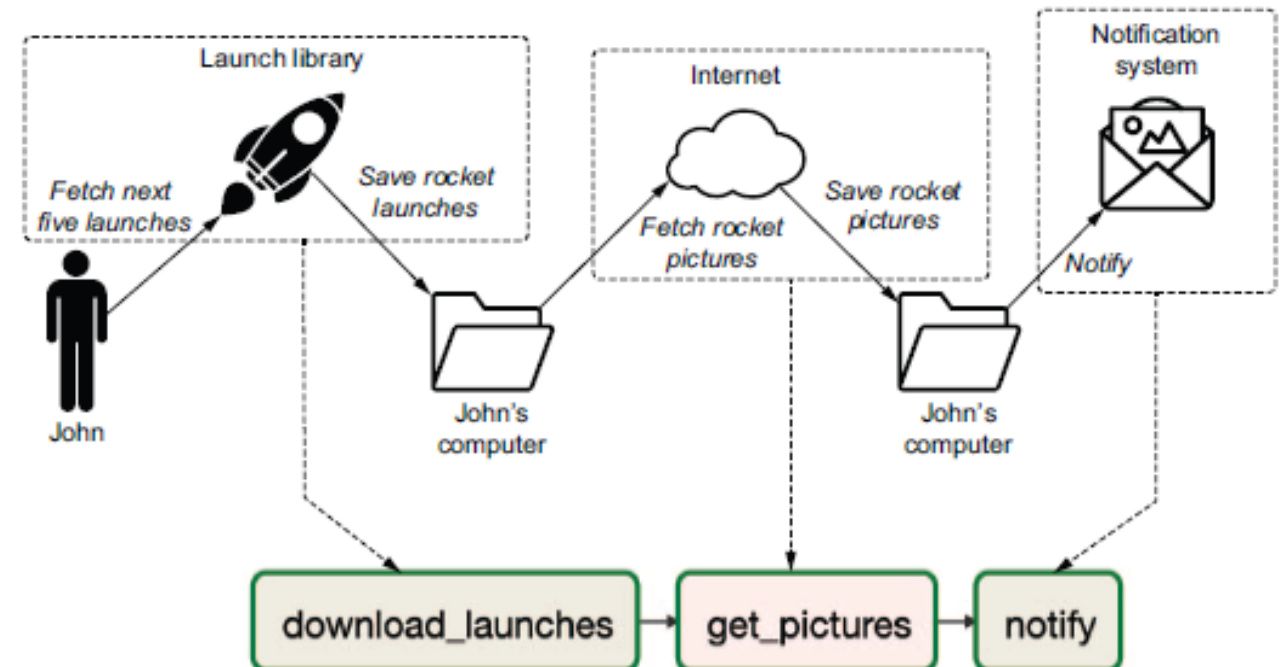 Launch library
Fetch next
five launches
Save rocket
launches
John
John's
computer
Internet
Fetch rocket
pictures
Save rocket
pictures
John's
computer
Notification
system
Notify
download_launches
get_pictures
notify